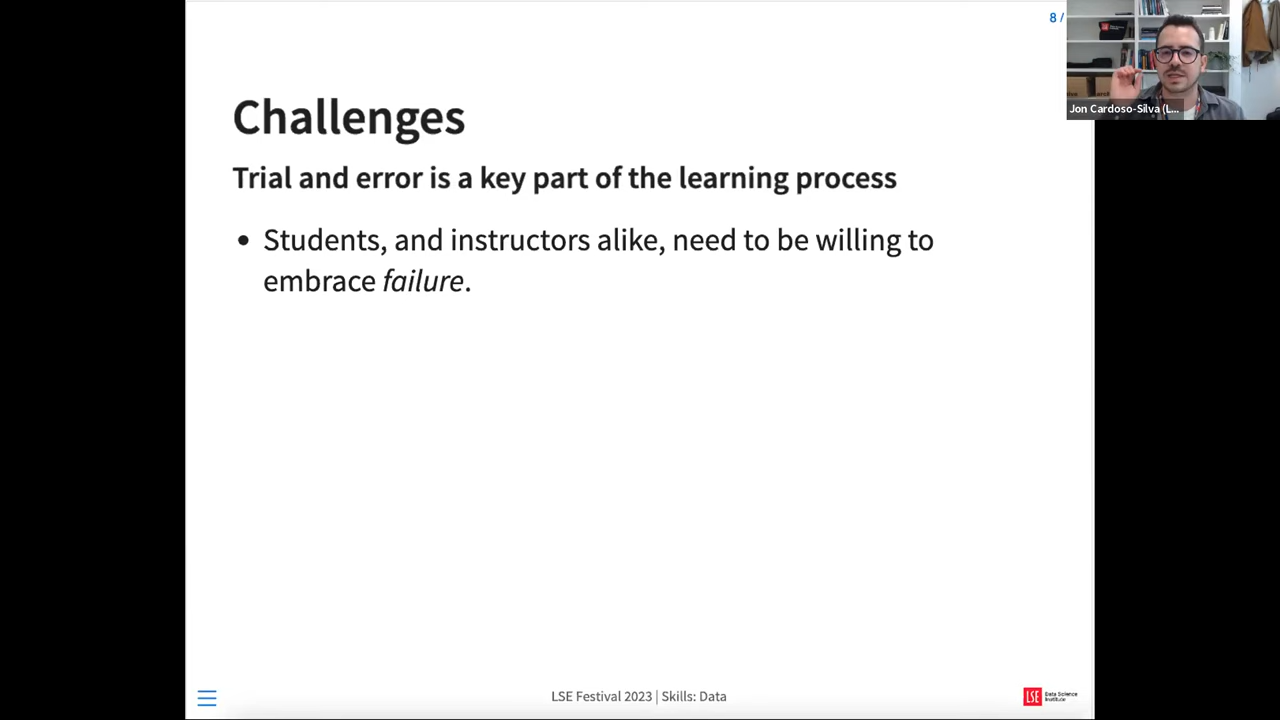 8 /
Jon Cardoso-Silva (L...
Challenges
Trial and error is a key part of the learning process
• Students, and instructors alike, need to be willing to
embrace failure.
LSE Festival 2023 | Skills: Data
LSE
Data Science
Institute